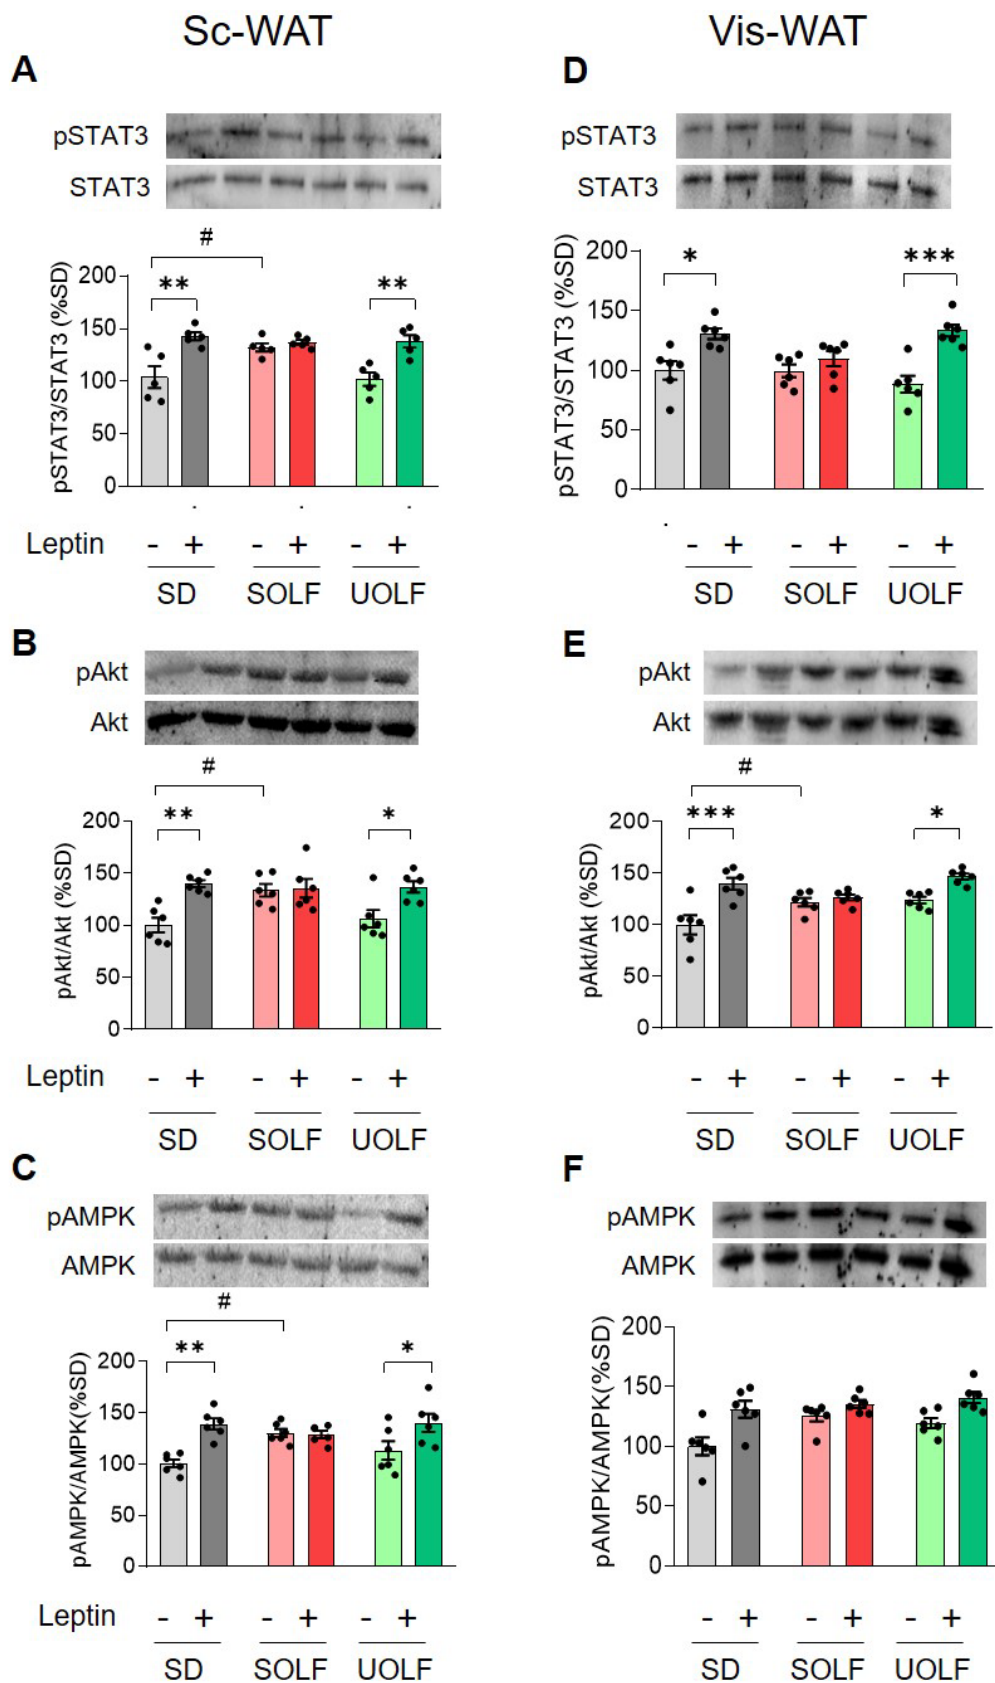 Sc-WAT
A
pSTAT3
STAT3
#
** **
pSTAT3/STAT3 (%SD)
200
150
100
50
0
Leptin - + - + - +
SD SOLF UOLF
B
pAkt
Akt
#
** *
pAkt/Akt (%SD)
200
150
100
50
0
Leptin - + - + - +
SD SOLF UOLF
C
pAMPK
AMPK
#
** *
pAMPK/AMPK(%SD)
200
150
100
50
0
Leptin - + - + - +
SD SOLF UOLF
Vis-WAT
D
pSTAT3
STAT3
* ***
pSTAT3/STAT3 (%SD)
200
150
100
50
0
- + - + - +
SD SOLF UOLF
E
pAkt
Akt
#
*** *
pAkt/Akt (%SD)
200
150
100
50
0
- + - + - +
SD SOLF UOLF
F
pAMPK
AMPK
pAMPK/AMPK(%SD)
200
150
100
50
0
- + - + - +
SD SOLF UOLF